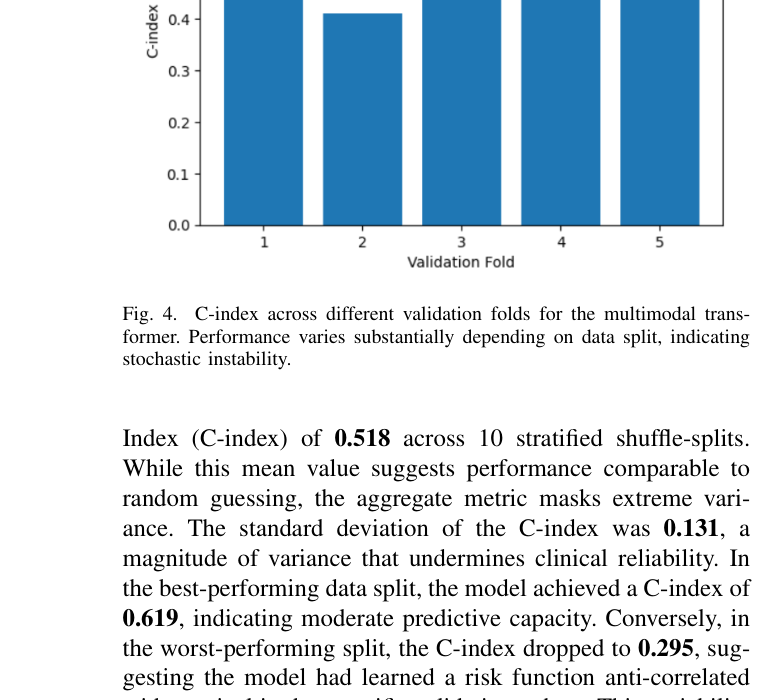 C-index
0.4
0.3
0.2
0.1
0.0
1 2 3 4 5
Validation Fold
Fig. 4. C-index across different validation folds for the multimodal trans-
former. Performance varies substantially depending on data split, indicating
stochastic instability.
Index (C-index) of 0.518 across 10 stratified shuffle-splits.
While this mean value suggests performance comparable to
random guessing, the aggregate metric masks extreme vari-
ance. The standard deviation of the C-index was 0.131, a
magnitude of variance that undermines clinical reliability. In
the best-performing data split, the model achieved a C-index of
0.619, indicating moderate predictive capacity. Conversely, in
the worst-performing split, the C-index dropped to 0.295, sug-
gesting the model had learned a risk function anti-correlated